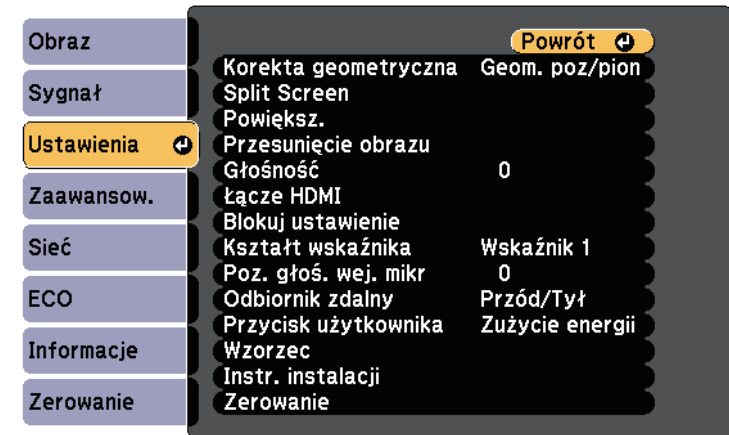 Obraz
Sygnał
Ustawienia
Zaawansow.
Sieć
ECO
Informacje
Zerowanie
Powrót
Korekta geometryczna Geom. poz/pion
Split Screen
Powiększ.
Przesunięcie obrazu
Głośność 0
Łącze HDMI
Blokuj ustawienie
Kształt wskaźnika Wskaźnik 1
Poz. głoś. wej. mikr 0
Odbiornik zdalny Przód/Tył
Przycisk użytkownika Zużycie energii
Wzorzec
Instr. instalacji
Zerowanie